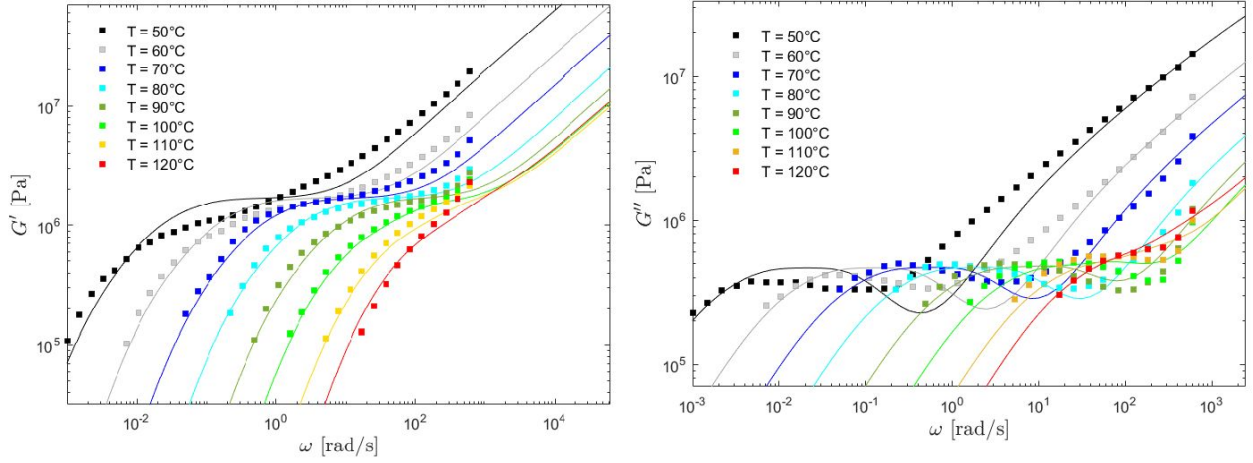 T = 50°C
T = 60°C
T = 70°C
T = 80°C
T = 90°C
T = 100°C
T = 110°C
T = 120°C
10^7
10^6
10^5
G′ [Pa]
10^-2
10^0
10^2
10^4
ω [rad/s]
T = 50°C
T = 60°C
T = 70°C
T = 80°C
T = 90°C
T = 100°C
T = 110°C
T = 120°C
10^7
10^6
10^5
G″ [Pa]
10^-3
10^-2
10^-1
10^0
10^1
10^2
10^3
ω [rad/s]